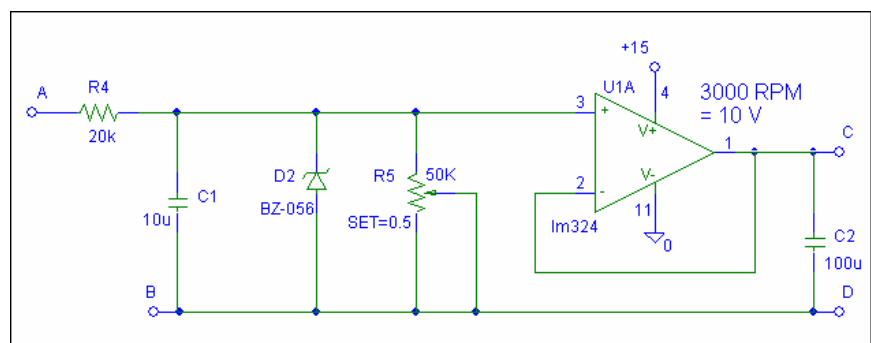 +15
A
R4
20k
C1
10u
D2
BZ-056
R5
50K
SET=0.5
B
3
+
2
-
U1A
4
V+
V-
1
11
0
lm324
3000 RPM
= 10 V
C
C2
100u
D